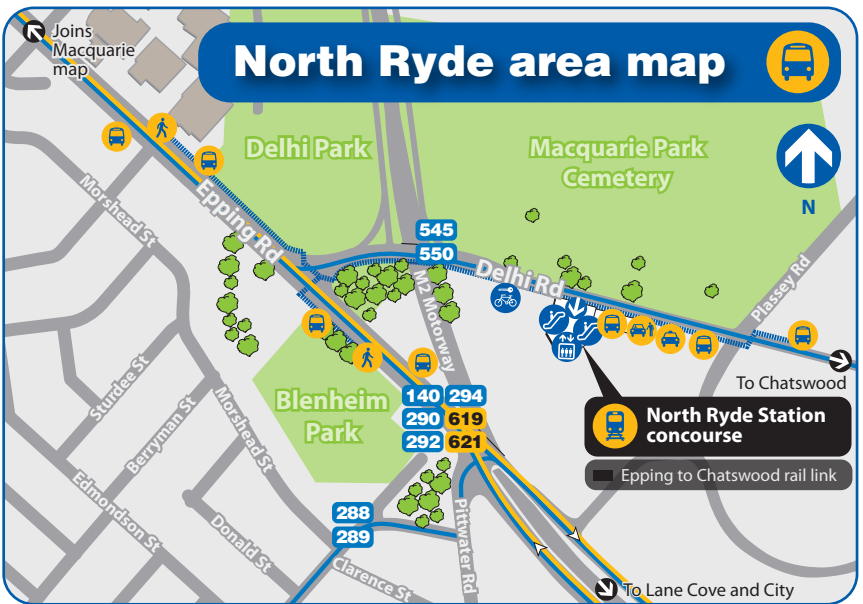 Joins
Macquarie
map
North Ryde area map
Delhi Park
Macquarie Park
Cemetery
N
Morshead St
Epping Rd
545
550
Delhi Rd
M2 Motorway
Plassey Rd
To Chatswood
Sturdee St
Berryman St
Morshead St
Blenheim
Park
140 294
290 619
292 621
North Ryde Station
concourse
Epping to Chatswood rail link
Edmondson St
Donald St
288
289
Clarence St
Pittwater Rd
To Lane Cove and City